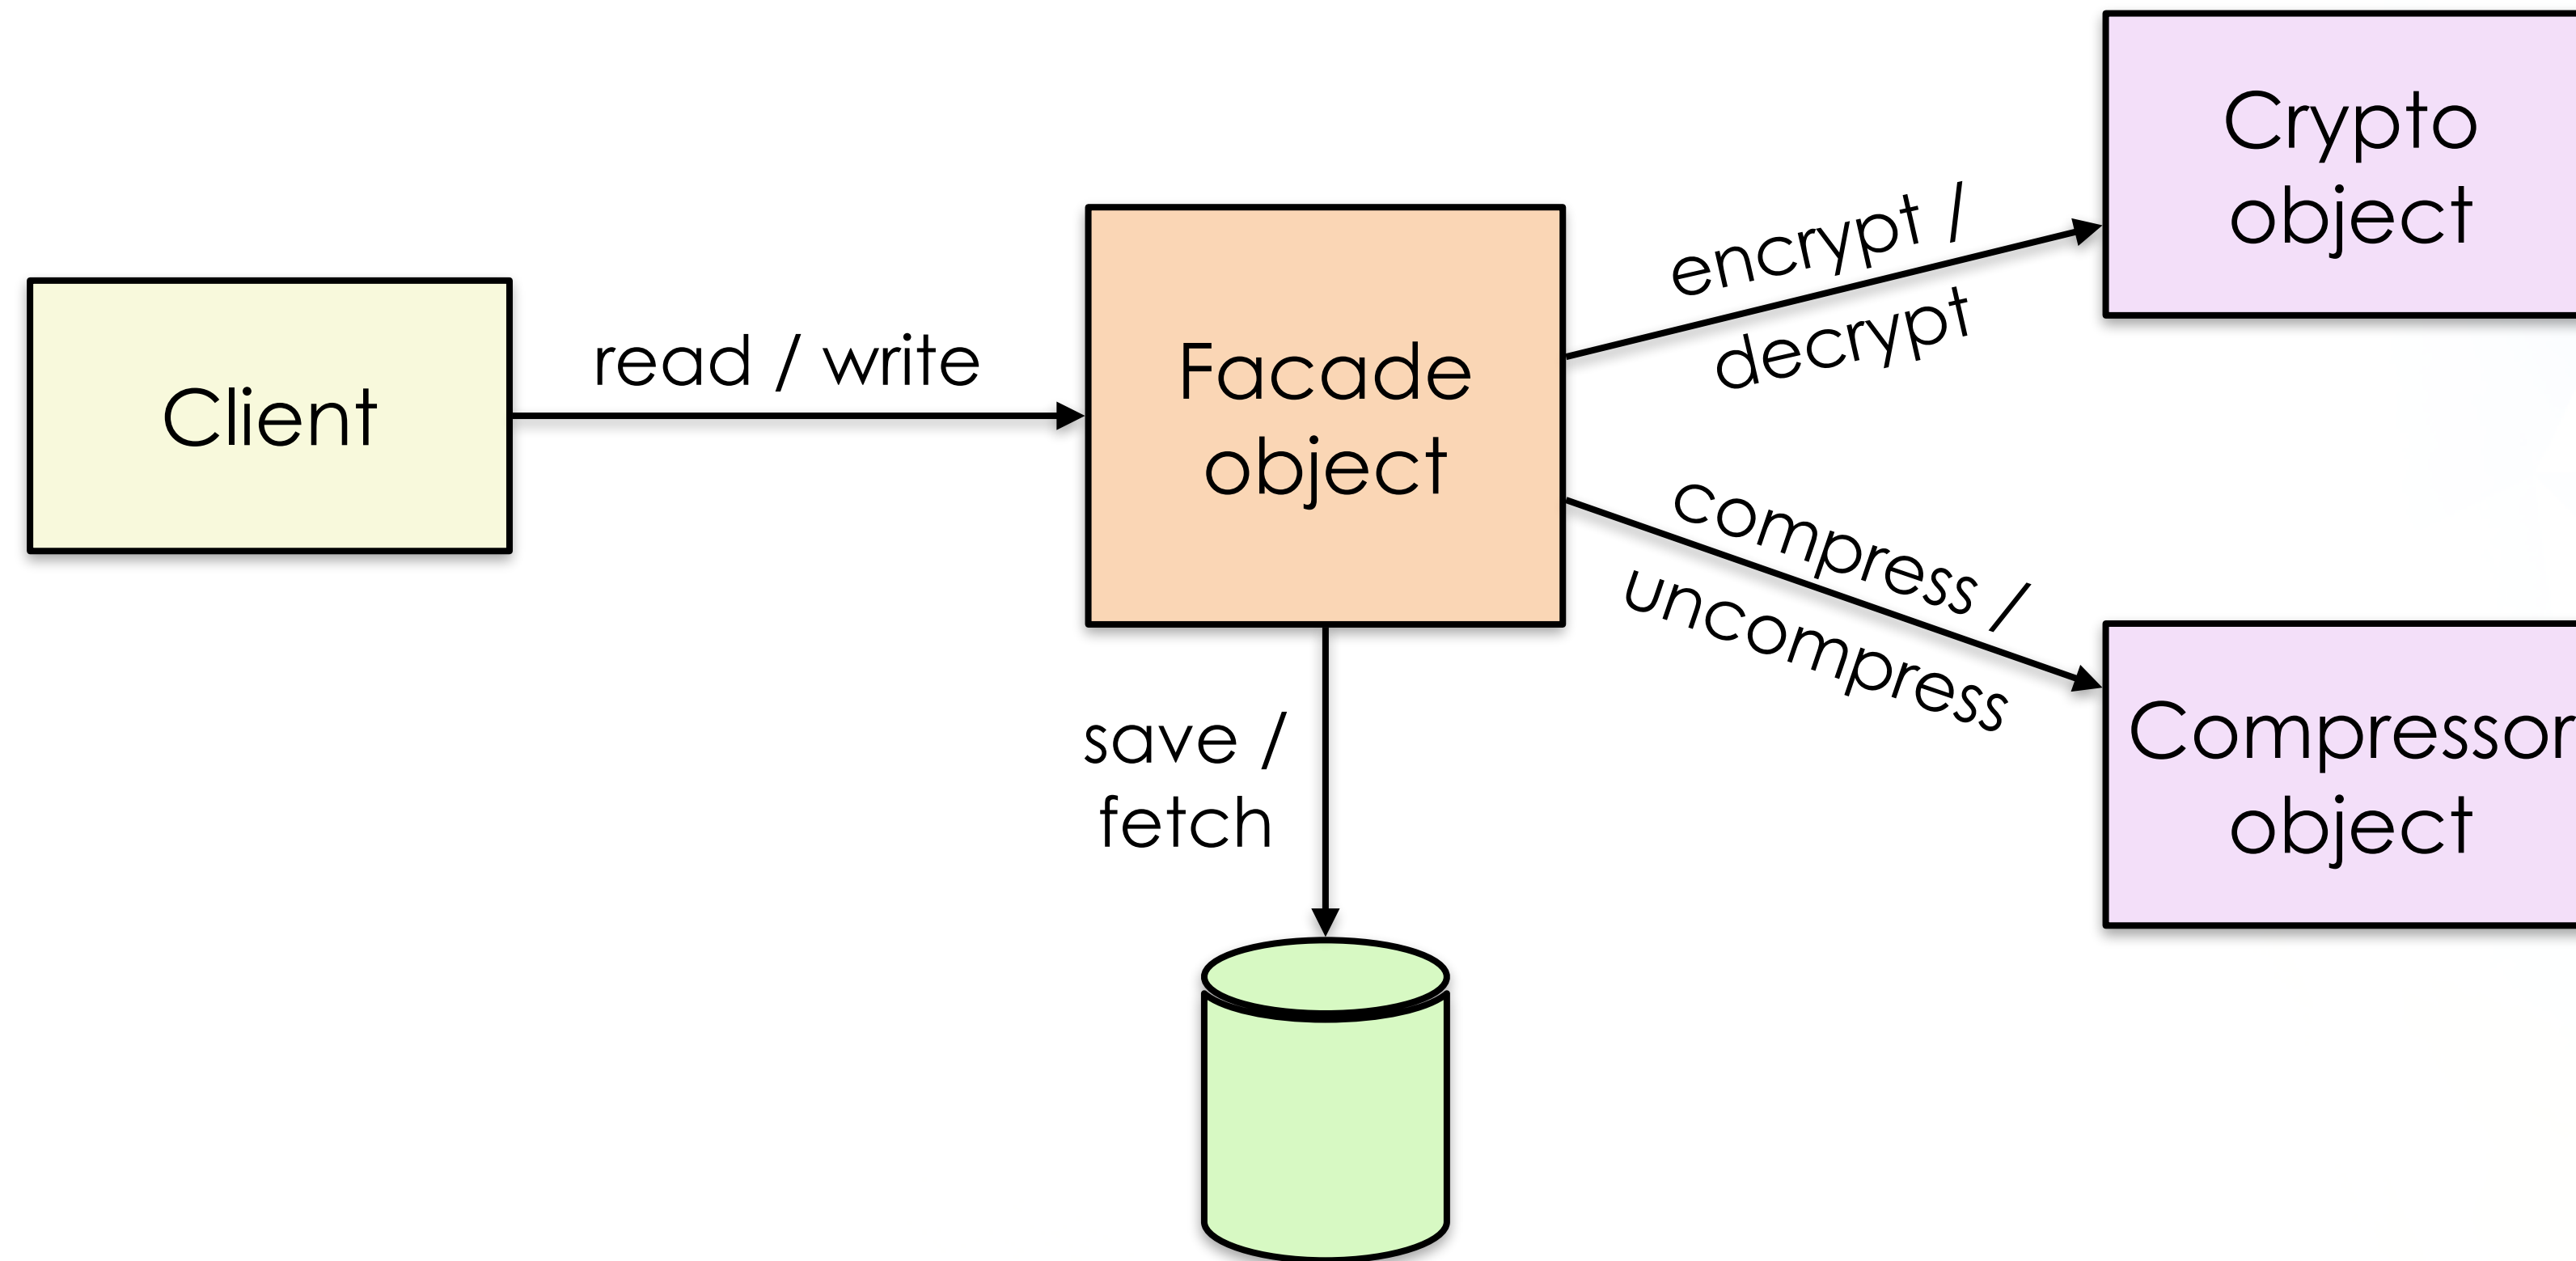 Client
read / write
Facade
object
encrypt /
decrypt
Crypto
object
compress /
uncompress
Compressor
object
save /
fetch